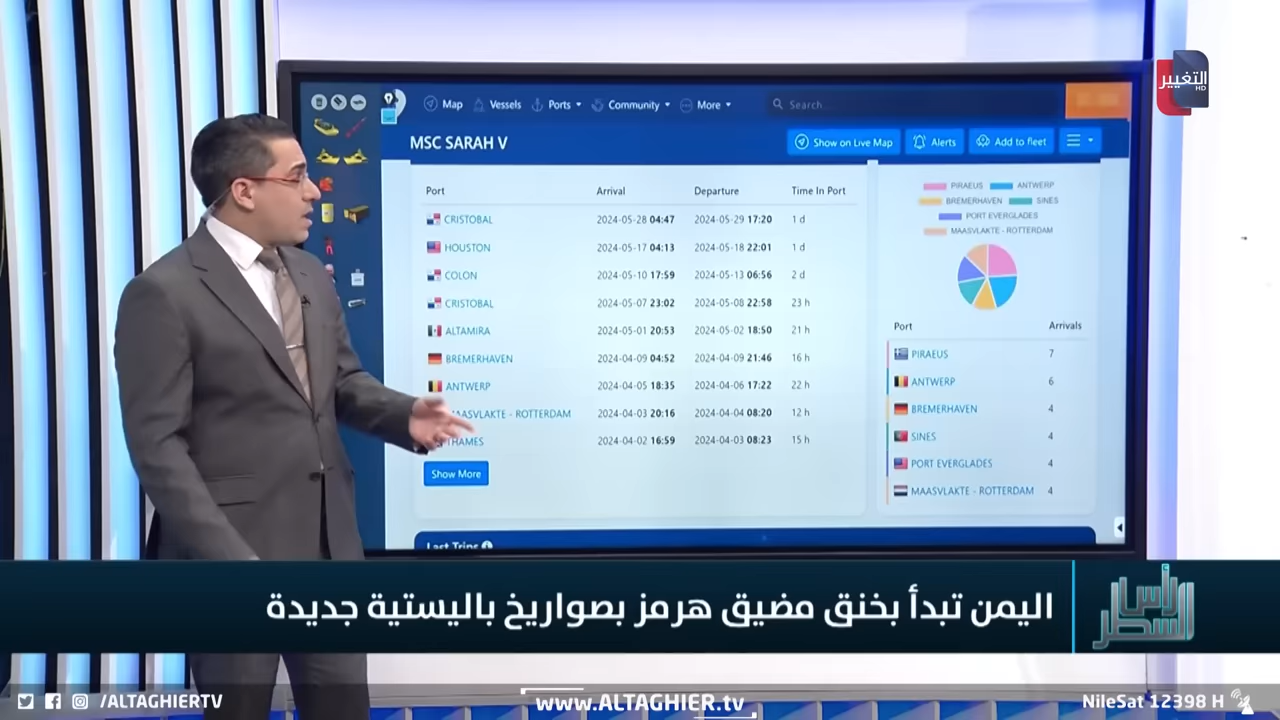 التغيير
HD
Map
Vessels
Ports
Community
More
Search...
MSC SARAH V
Show on Live Map
Alerts
Add to fleet
Port Arrival Departure Time In Port
CRISTOBAL 2024-05-28 04:47 2024-05-29 17:20 1 d
HOUSTON 2024-05-17 04:13 2024-05-18 22:01 1 d
COLON 2024-05-10 17:59 2024-05-13 06:56 2 d
CRISTOBAL 2024-05-07 23:02 2024-05-08 22:58 23 h
ALTAMIRA 2024-05-01 20:53 2024-05-02 18:50 21 h
BREMERHAVEN 2024-04-09 04:52 2024-04-09 21:46 16 h
ANTWERP 2024-04-05 18:35 2024-04-06 17:22 22 h
MAASVLAKTE - ROTTERDAM 2024-04-03 20:16 2024-04-04 08:20 12 h
THAMES 2024-04-02 16:59 2024-04-03 08:23 15 h
Show More
PIRAEUS ANTWERP
BREMERHAVEN SINES
PORT EVERGLADES
MAASVLAKTE - ROTTERDAM
Port Arrivals
PIRAEUS 7
ANTWERP 6
BREMERHAVEN 4
SINES 4
PORT EVERGLADES 4
MAASVLAKTE - ROTTERDAM 4
Last Trips
اليمن تبدأ بخنق مضيق هرمز بصواريخ باليستية جديدة
رأس
السطر
/ALTAGHIERTV
www.ALTAGHIER.tv
NileSat 12398 H